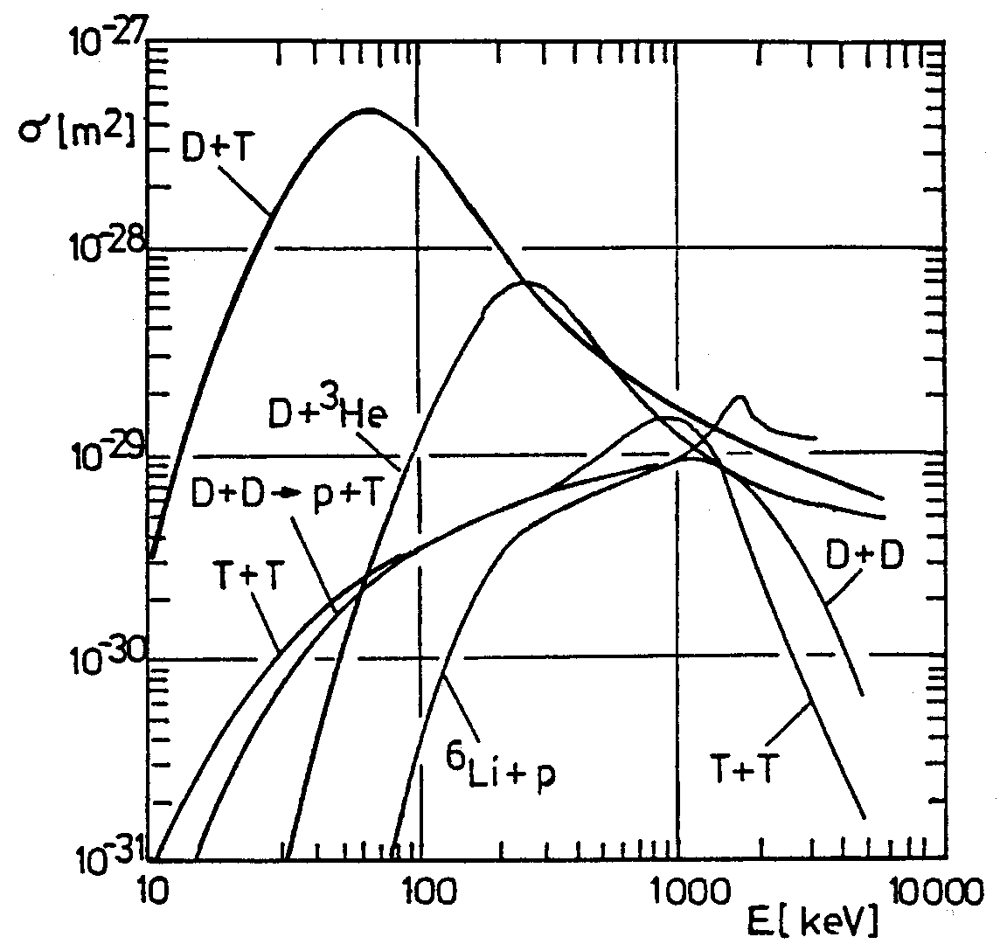 10⁻²⁷
σ [m2]
D+T
10⁻²⁸
D+³He
10⁻²⁹
D+D → p+T
T+T
D+D
10⁻³⁰
⁶Li+p
T+T
10⁻³¹
10 100 1000 10000
E [keV]